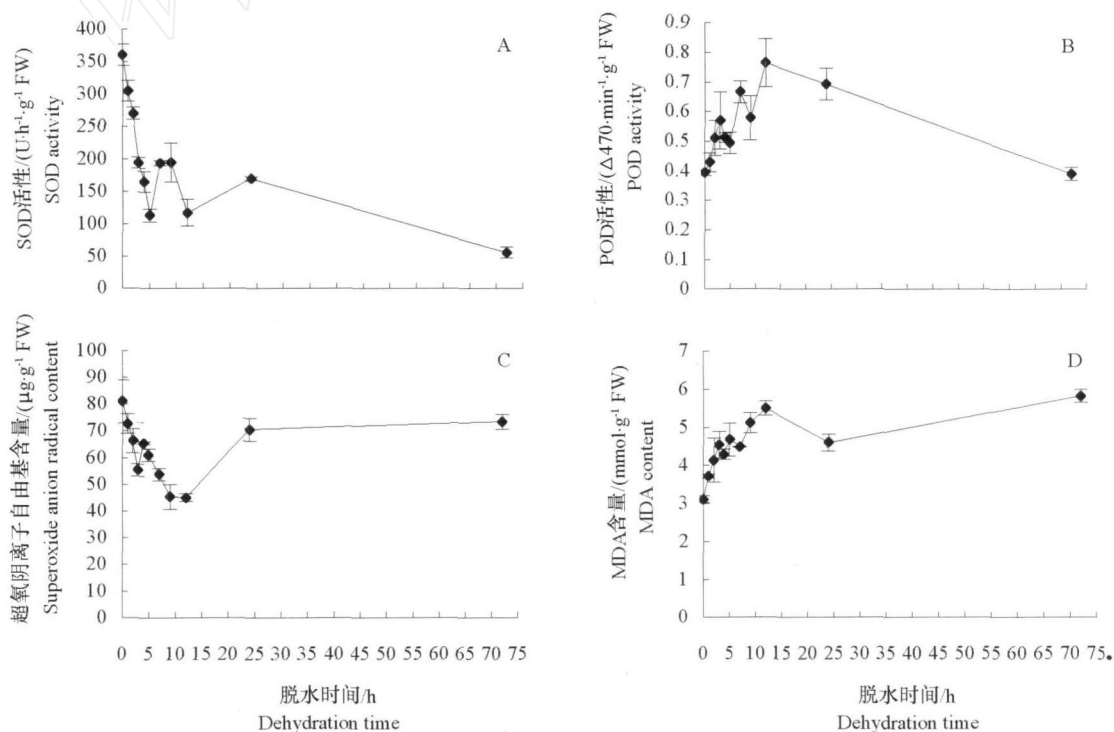 SOD活性/(U·h⁻¹·g⁻¹ FW)
SOD activity
400
350
300
250
200
150
100
50
0
A
POD活性/(Δ470·min⁻¹·g⁻¹ FW)
POD activity
0.9
0.8
0.7
0.6
0.5
0.4
0.3
0.2
0.1
0
B
超氧阴离子自由基含量/(μg·g⁻¹ FW)
Superoxide anion radical content
100
90
80
70
60
50
40
30
20
10
0
C
0 5 10 15 20 25 30 35 40 45 50 55 60 65 70 75
脱水时间/h
Dehydration time
MDA含量/(mmol·g⁻¹ FW)
MDA content
7
6
5
4
3
2
1
0
D
0 5 10 15 20 25 30 35 40 45 50 55 60 65 70 75.
脱水时间/h
Dehydration time